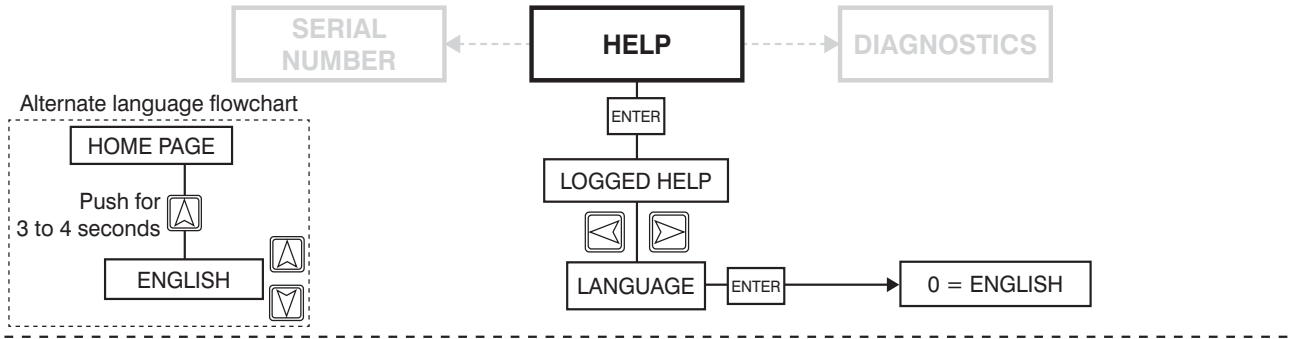 SERIAL
NUMBER
HELP
DIAGNOSTICS
Alternate language flowchart
HOME PAGE
Push for
3 to 4 seconds
ENGLISH
ENTER
LOGGED HELP
LANGUAGE
ENTER
0 = ENGLISH